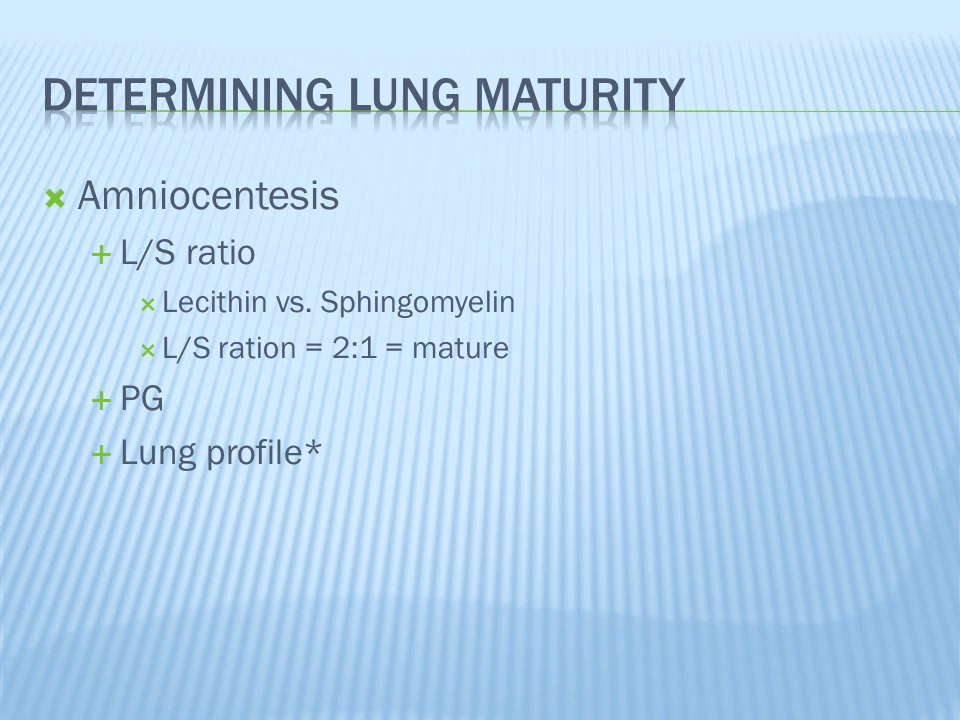 DETERMINING LUNG MATURITY
Amniocentesis
L/S ratio
Lecithin vs. Sphingomyelin
L/S ration = 2:1 = mature
PG
Lung profile*